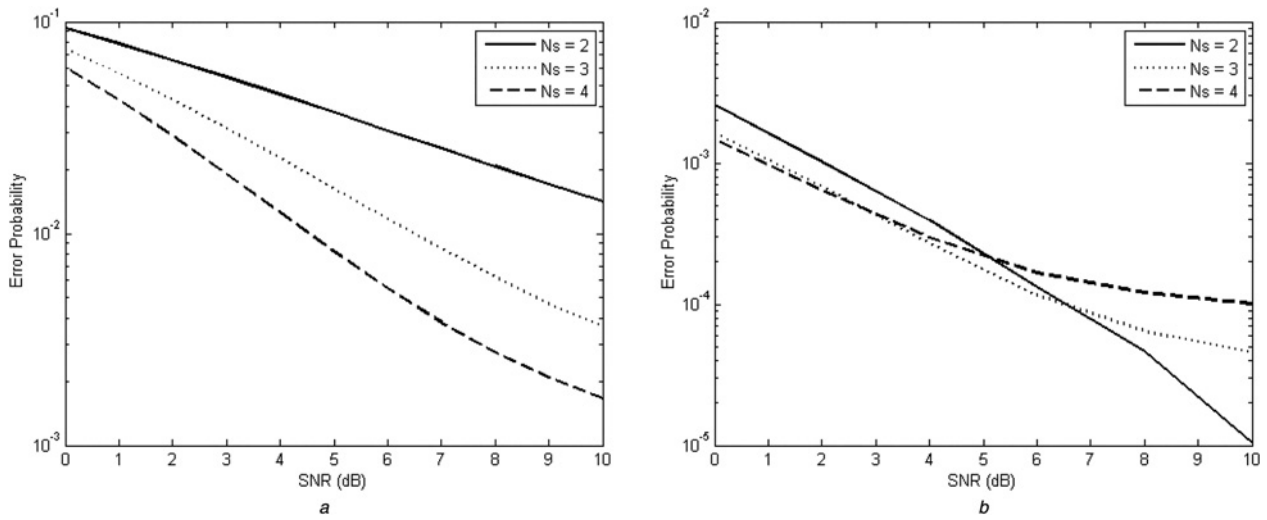 10^-1
10^-2
10^-3
Error Probability
Ns = 2
Ns = 3
Ns = 4
0 1 2 3 4 5 6 7 8 9 10
SNR (dB)
a
10^-2
10^-3
10^-4
10^-5
Error Probability
Ns = 2
Ns = 3
Ns = 4
0 1 2 3 4 5 6 7 8 9 10
SNR (dB)
b